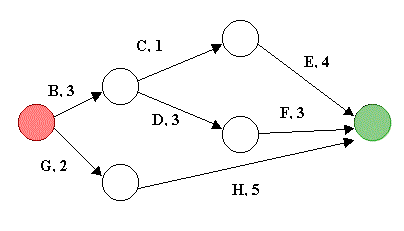 C, 1
E, 4
B, 3
D, 3
F, 3
G, 2
H, 5